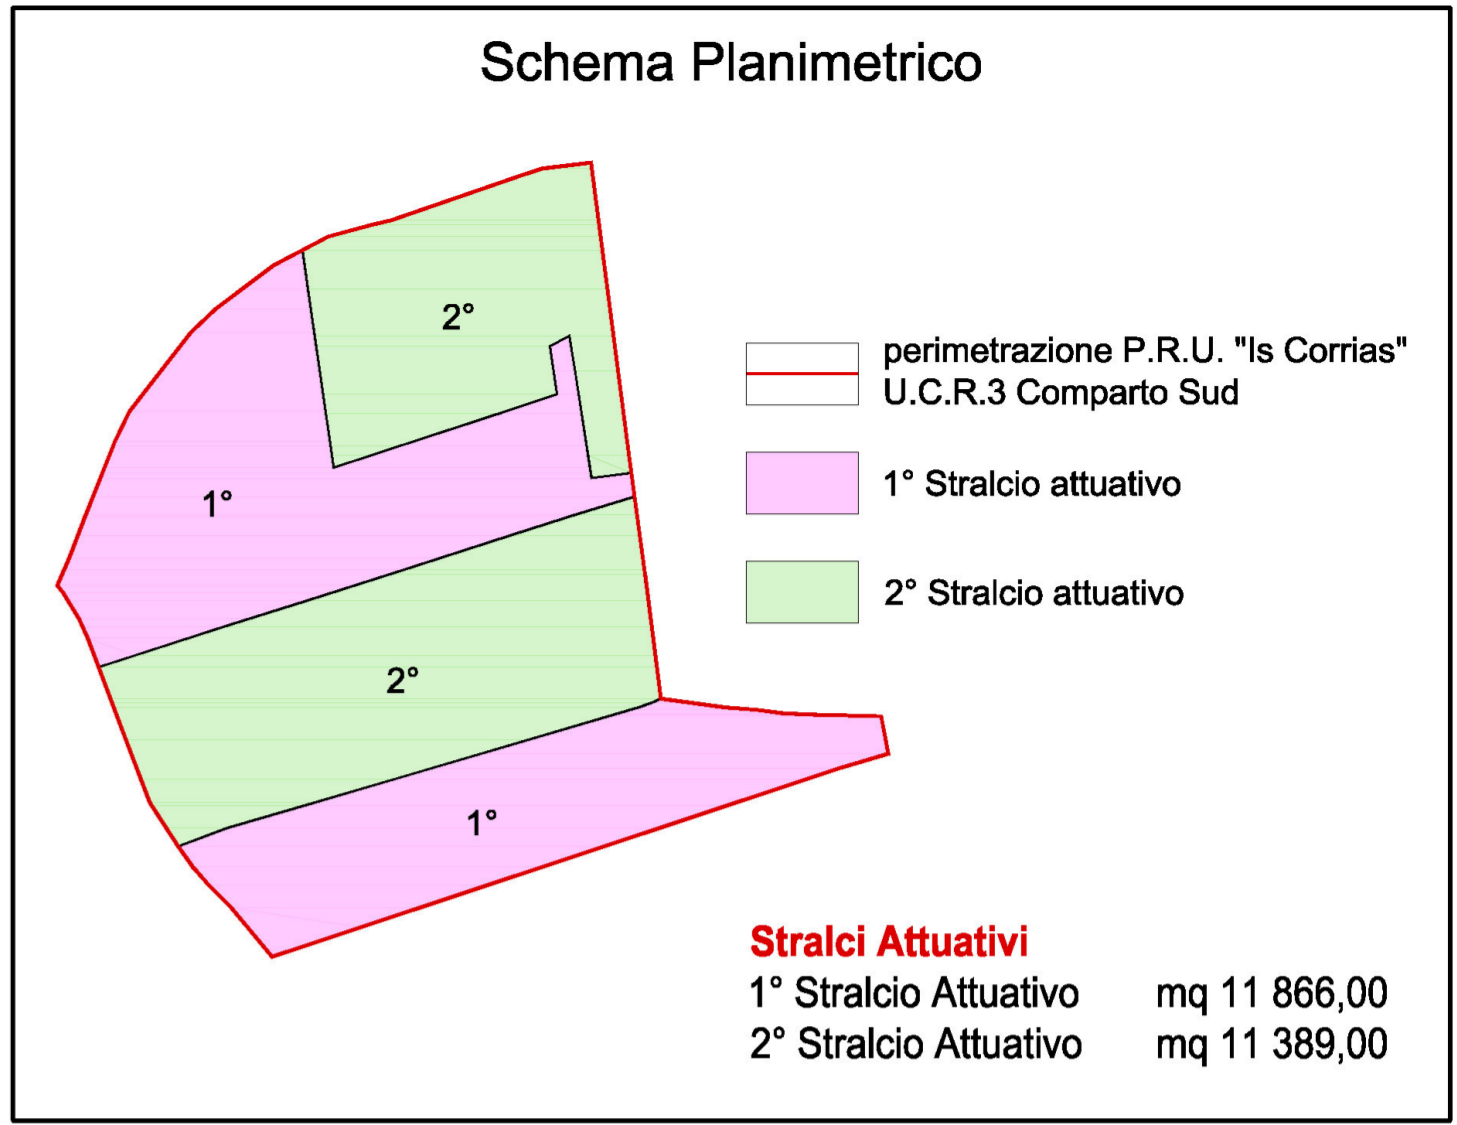 Schema Planimetrico
2°
1°
2°
1°
perimetrazione P.R.U. "Is Corrias"
U.C.R.3 Comparto Sud
1° Stralcio attuativo
2° Stralcio attuativo
Stralci Attuativi
1° Stralcio Attuativo mq 11 866,00
2° Stralcio Attuativo mq 11 389,00